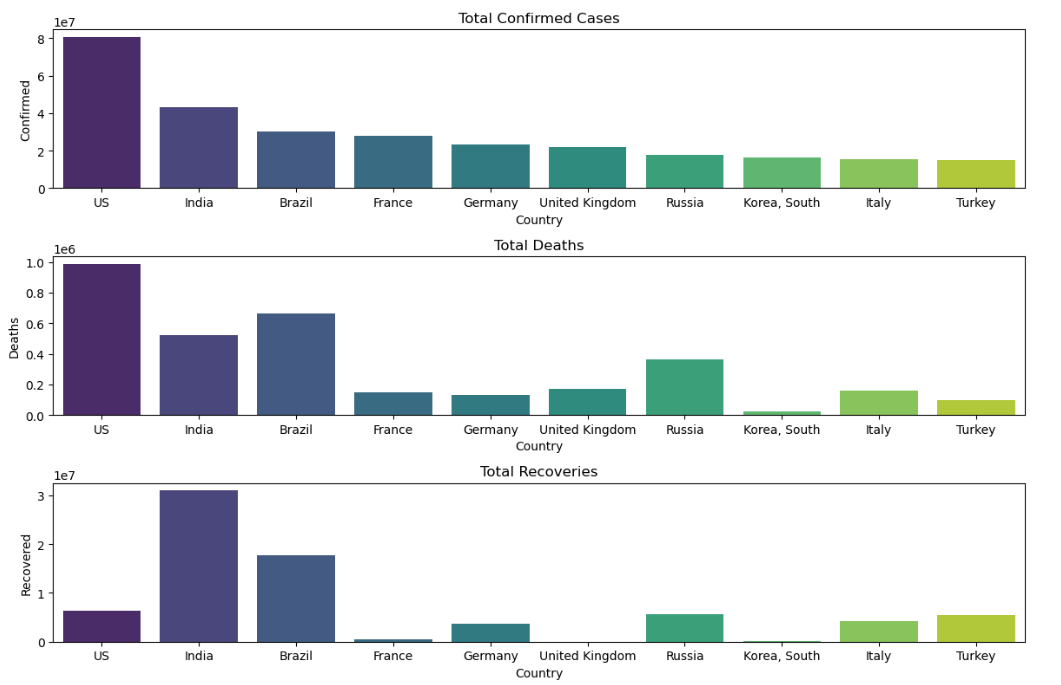 Total Confirmed Cases
1e7
8
6
4
2
0
Confirmed
US India Brazil France Germany United Kingdom Russia Korea, South Italy Turkey
Country
Total Deaths
1e6
1.0
0.8
0.6
0.4
0.2
0.0
Deaths
US India Brazil France Germany United Kingdom Russia Korea, South Italy Turkey
Country
Total Recoveries
1e7
3
2
1
0
Recovered
US India Brazil France Germany United Kingdom Russia Korea, South Italy Turkey
Country